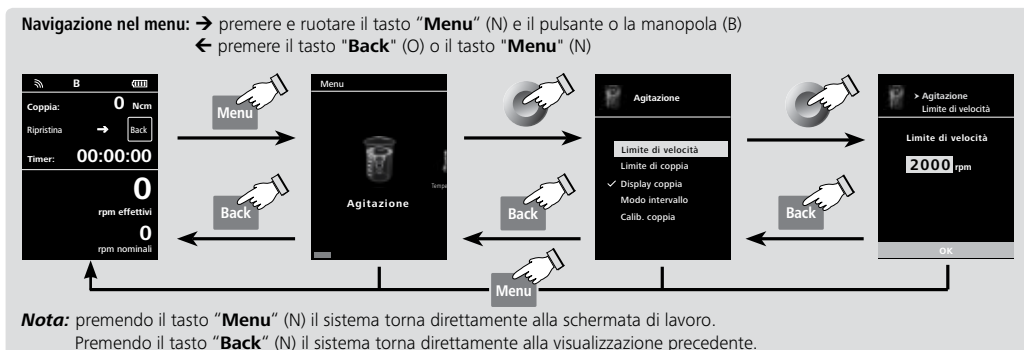 Navigazione nel menu: → premere e ruotare il tasto “Menu” (N) e il pulsante o la manopola (B)
← premere il tasto "Back" (O) o il tasto "Menu" (N)
B
Coppia: 0 Ncm
Ripristina → Back
Timer: 00:00:00
0
rpm effettivi
0
rpm nominali
Menu
Back
Menu
Agitazione
Back
Agitazione
Limite di velocità
Limite di coppia
✓ Display coppia
Modo intervallo
Calib. coppia
Back
> Agitazione
Limite di velocità
Limite di velocità
2000 rpm
OK
Menu
Nota: premendo il tasto “Menu” (N) il sistema torna direttamente alla schermata di lavoro.
Premendo il tasto “Back” (N) il sistema torna direttamente alla visualizzazione precedente.